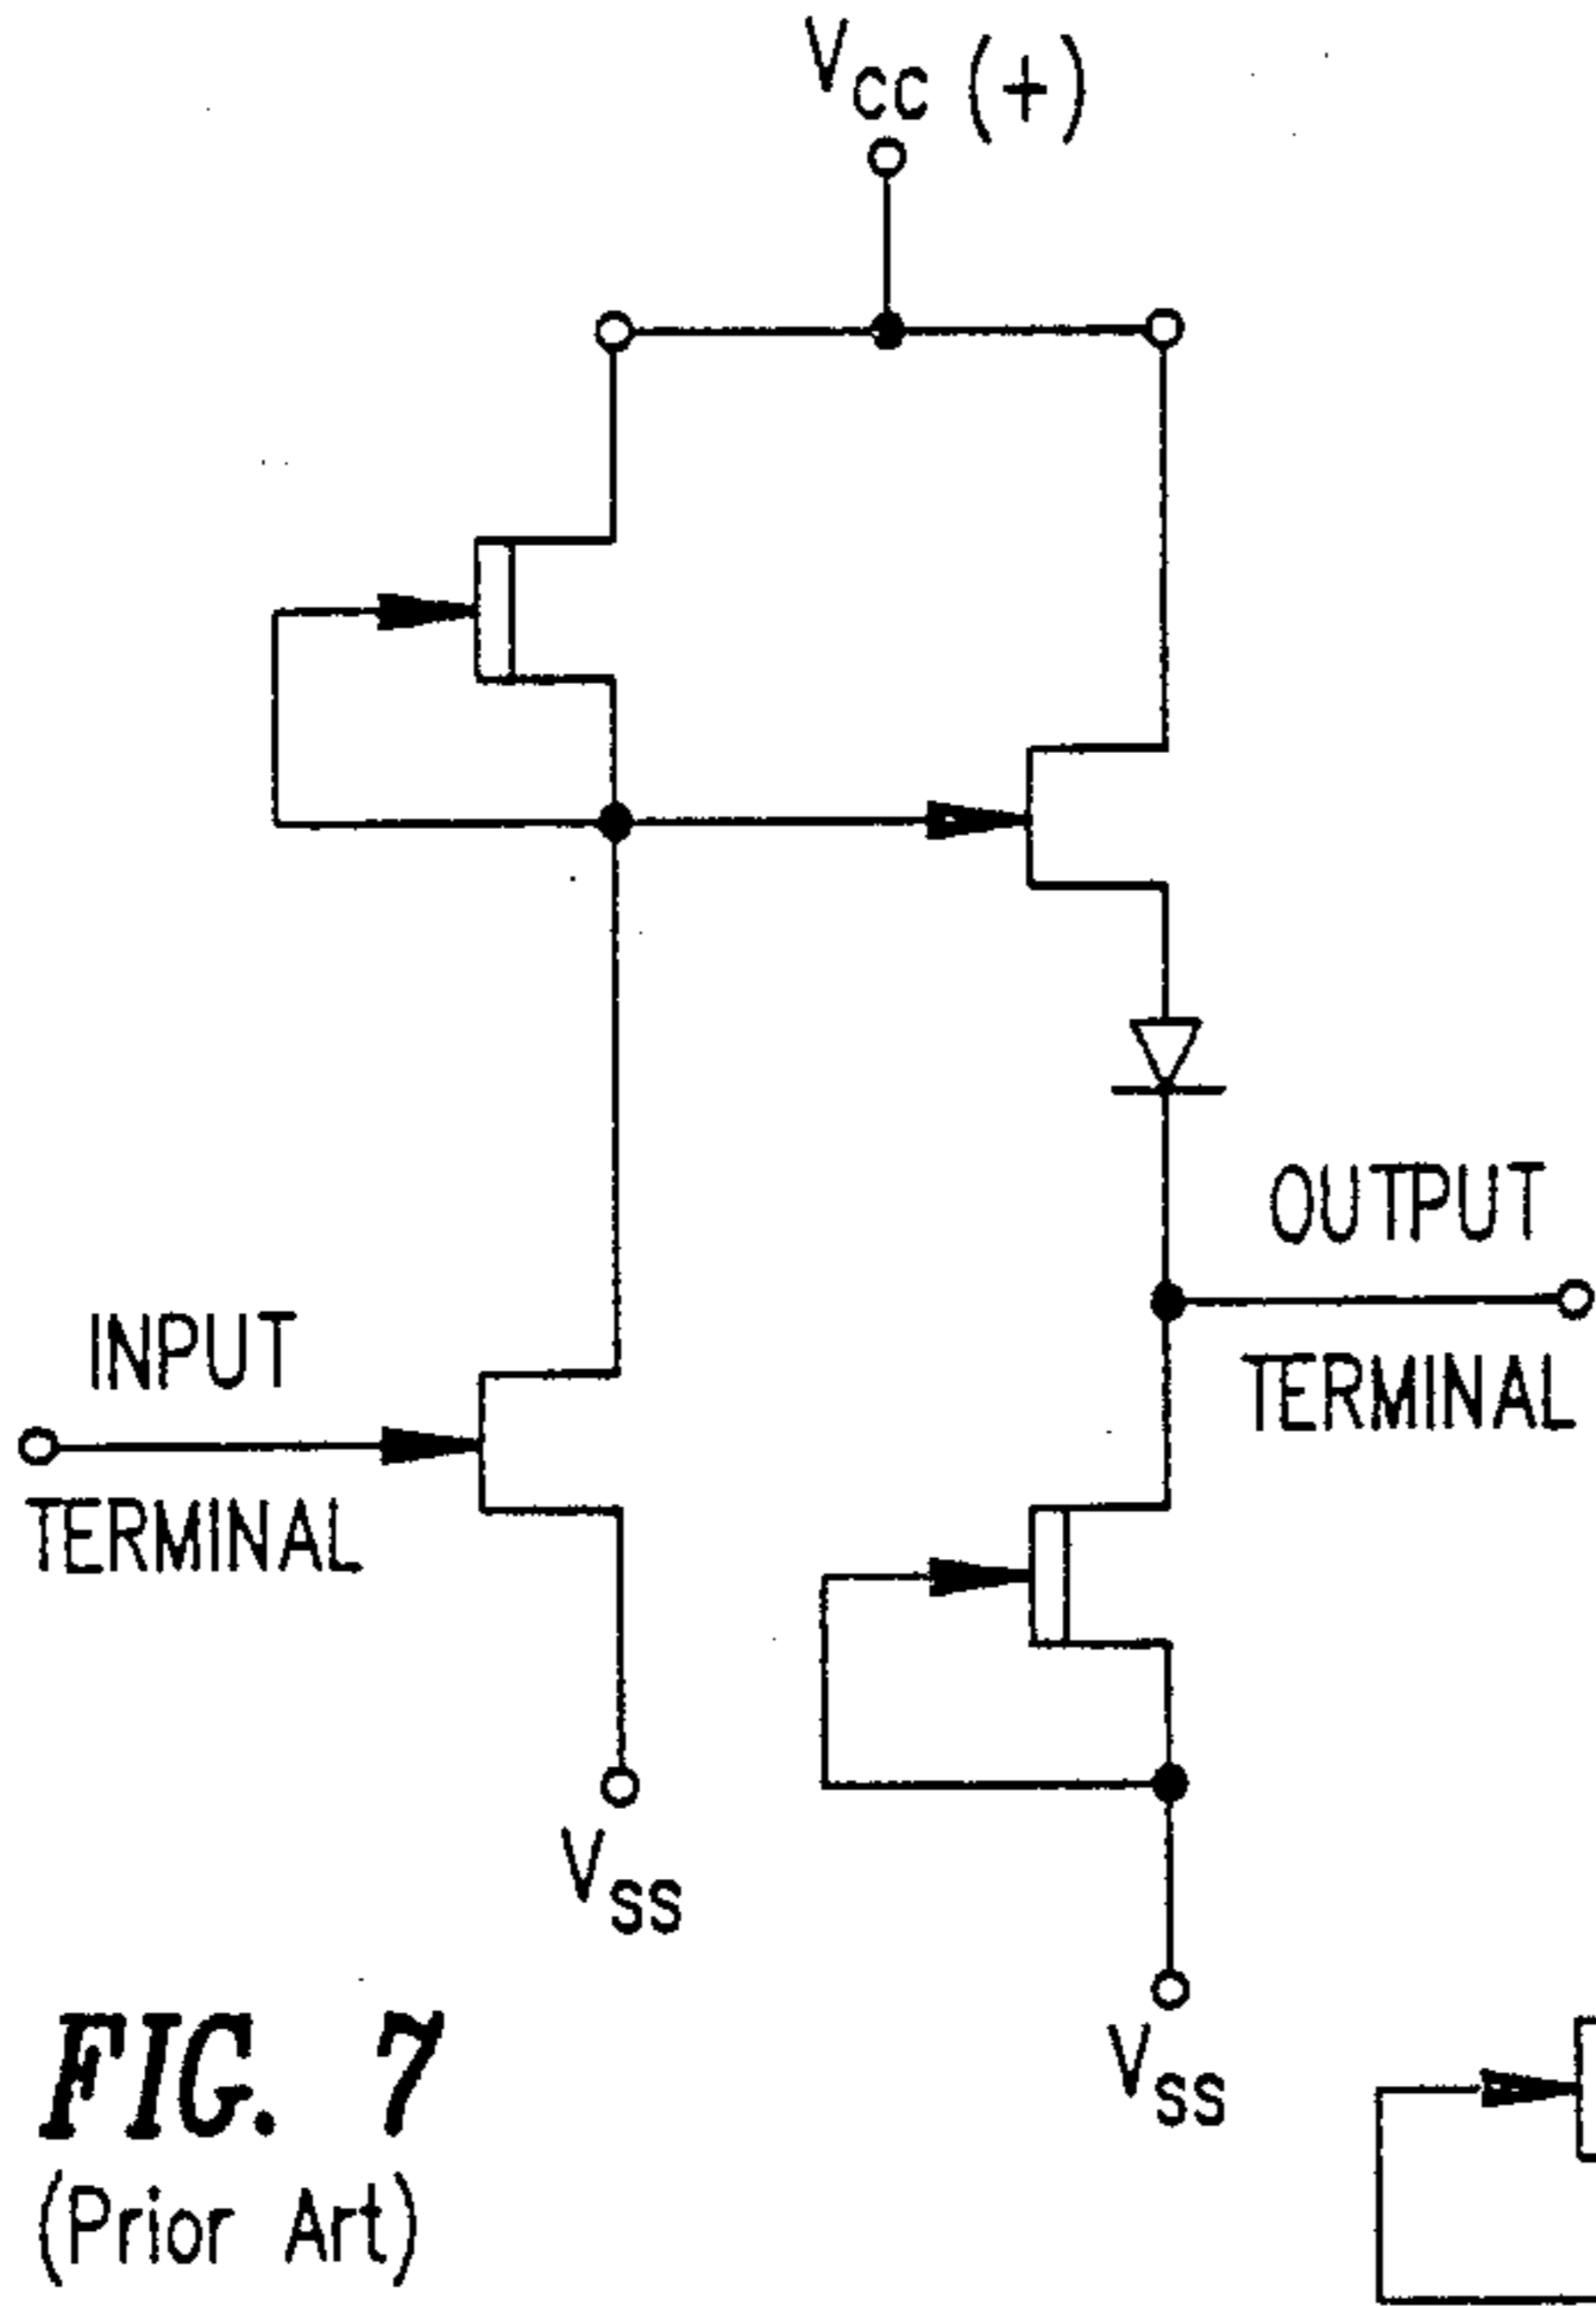 VCC (+)
OUTPUT
TERMINAL
INPUT
TERMINAL
VSS
VSS
FIG. 7
(Prior Art)